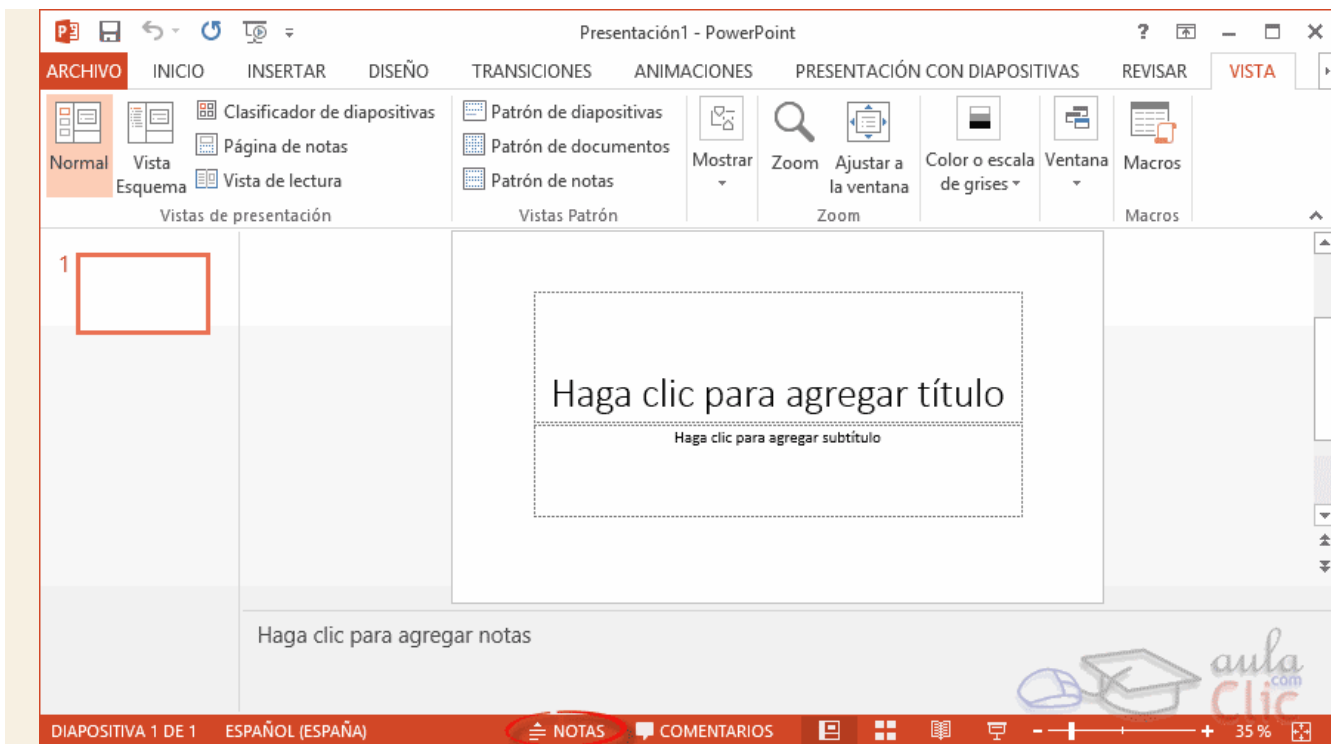 Presentación1 - PowerPoint
ARCHIVO INICIO INSERTAR DISEÑO TRANSICIONES ANIMACIONES PRESENTACIÓN CON DIAPOSITIVAS REVISAR VISTA
Normal
Vista
Esquema
Clasificador de diapositivas
Página de notas
Vista de lectura
Vistas de presentación
Patrón de diapositivas
Patrón de documentos
Patrón de notas
Vistas Patrón
Mostrar
Zoom
Ajustar a
la ventana
Zoom
Color o escala
de grises
Ventana
Macros
Macros
1
Haga clic para agregar título
Haga clic para agregar subtítulo
Haga clic para agregar notas
aula
Clic
.com
DIAPOSITIVA 1 DE 1 ESPAÑOL (ESPAÑA) NOTAS COMENTARIOS 35 %